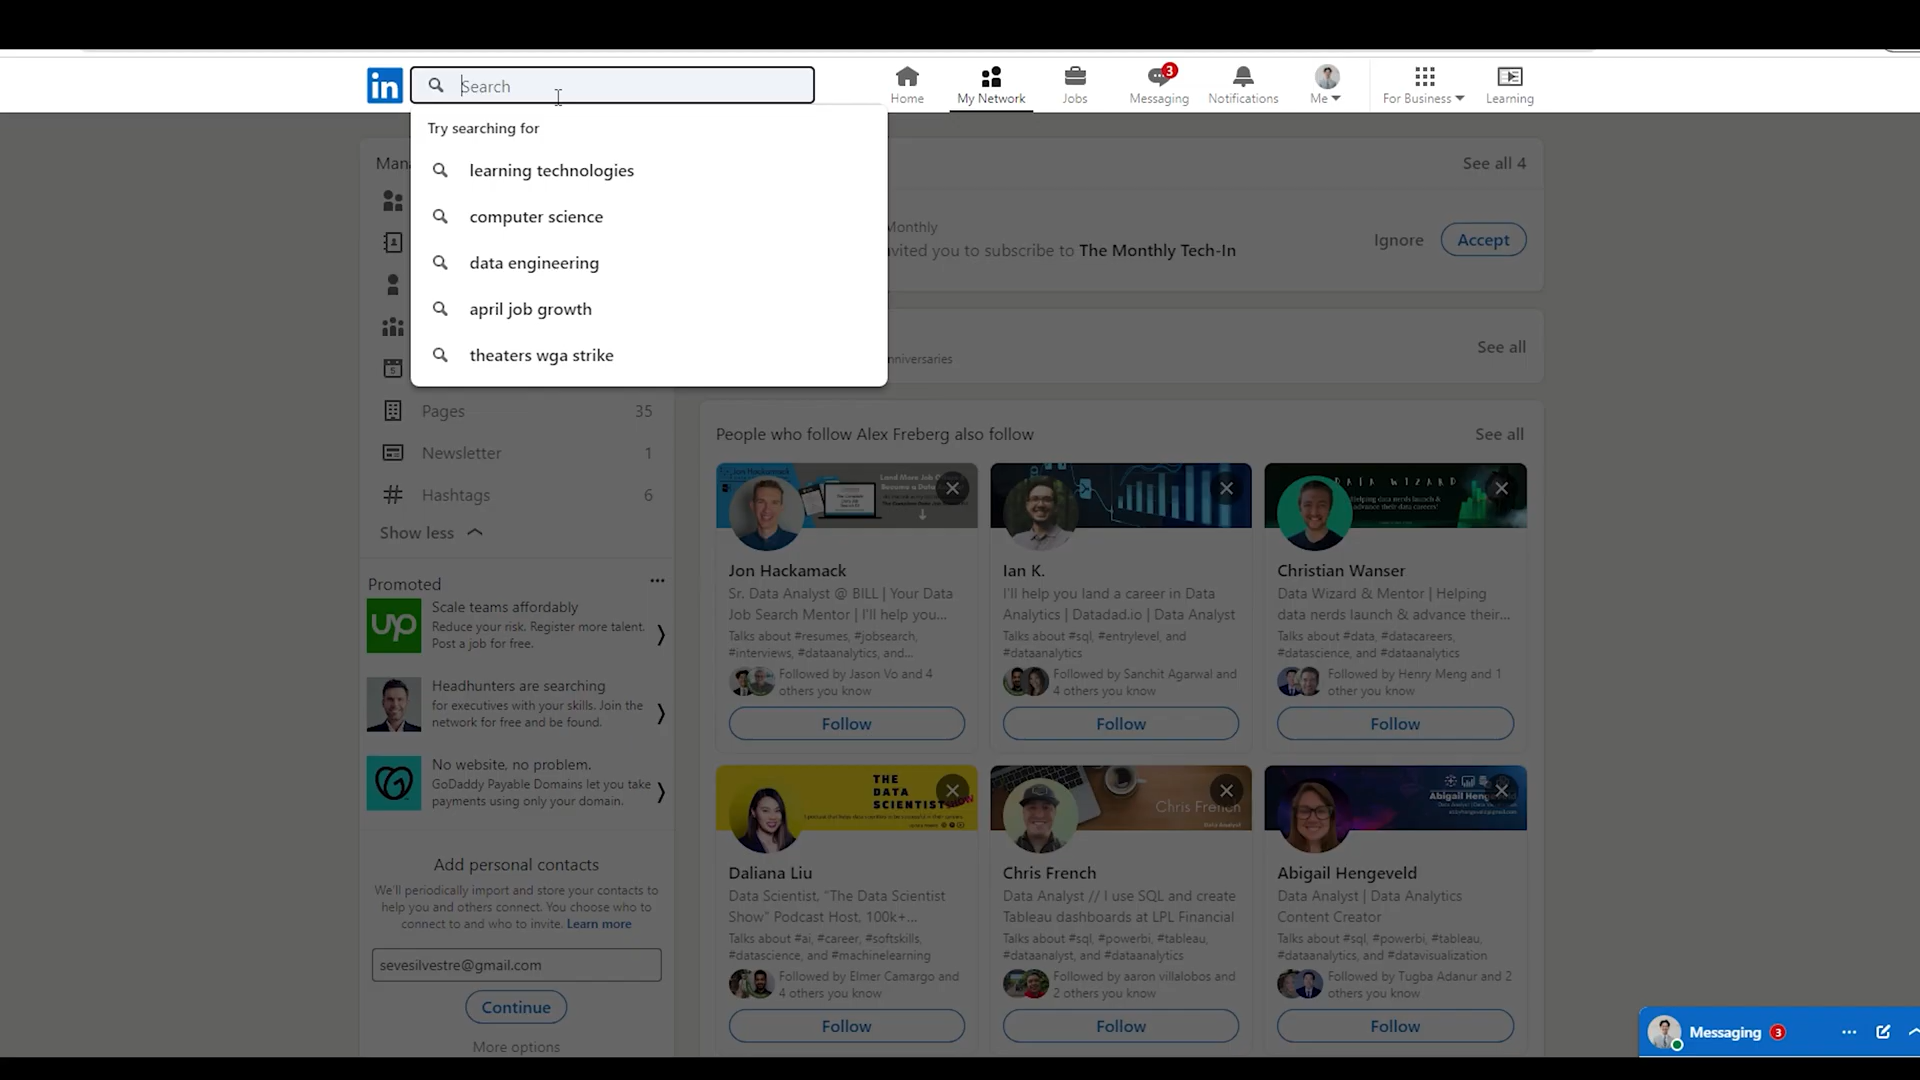 in
Search
Home
My Network
Jobs
3
Messaging
Notifications
Me
For Business
Learning
Try searching for
learning technologies
computer science
data engineering
april job growth
theaters wga strike
Mana
See all 4
Monthly
vited you to subscribe to The Monthly Tech-In
Ignore
Accept
nniversaries
See all
Pages 35
Newsletter 1
Hashtags 6
Show less
People who follow Alex Freberg also follow
See all
Jon Hackamack
Sr. Data Analyst @ BILL | Your Data
Job Search Mentor | I'll help you...
Talks about #resumes, #jobsearch,
#interviews, #dataanalytics, and...
Followed by Jason Vo and 4
others you know
Follow
Ian K.
I'll help you land a career in Data
Analytics | Datadad.io | Data Analyst
Talks about #sql, #entrylevel, and
#dataanalytics
Followed by Sanchit Agarwal and
4 others you know
Follow
DATA WIZARD
Helping data nerds launch &
advance their data careers!
Christian Wanser
Data Wizard & Mentor | Helping
data nerds launch & advance their...
Talks about #data, #datacareers,
#datascience, and #dataanalytics
Followed by Henry Meng and 1
other you know
Follow
Promoted
up
Scale teams affordably
Reduce your risk. Register more talent.
Post a job for free.
Headhunters are searching
for executives with your skills. Join the
network for free and be found.
No website, no problem.
GoDaddy Payable Domains let you take
payments using only your domain.
THE
DATA
SCIENTIST SHOW
Daliana Liu
Data Scientist, "The Data Scientist
Show" Podcast Host, 100k+...
Talks about #ai, #career, #softskills,
#datascience, and #machinelearning
Followed by Elmer Camargo and
4 others you know
Follow
Chris French
Chris French
Data Analyst // I use SQL and create
Tableau dashboards at LPL Financial
Talks about #sql, #powerbi, #tableau,
#dataanalyst, and #dataanalytics
Followed by aaron villalobos and
2 others you know
Follow
Abigail Hengeveld
Data Analyst | Data Analytics
Content Creator
Talks about #sql, #powerbi, #tableau,
#dataanalytics, and #datavisualization
Followed by Tugba Adanur and 2
others you know
Follow
Add personal contacts
We'll periodically import and store your contacts to
help you and others connect. You choose who to
connect to and who to invite. Learn more
sevesilvestre@gmail.com
Continue
More options
Messaging 3